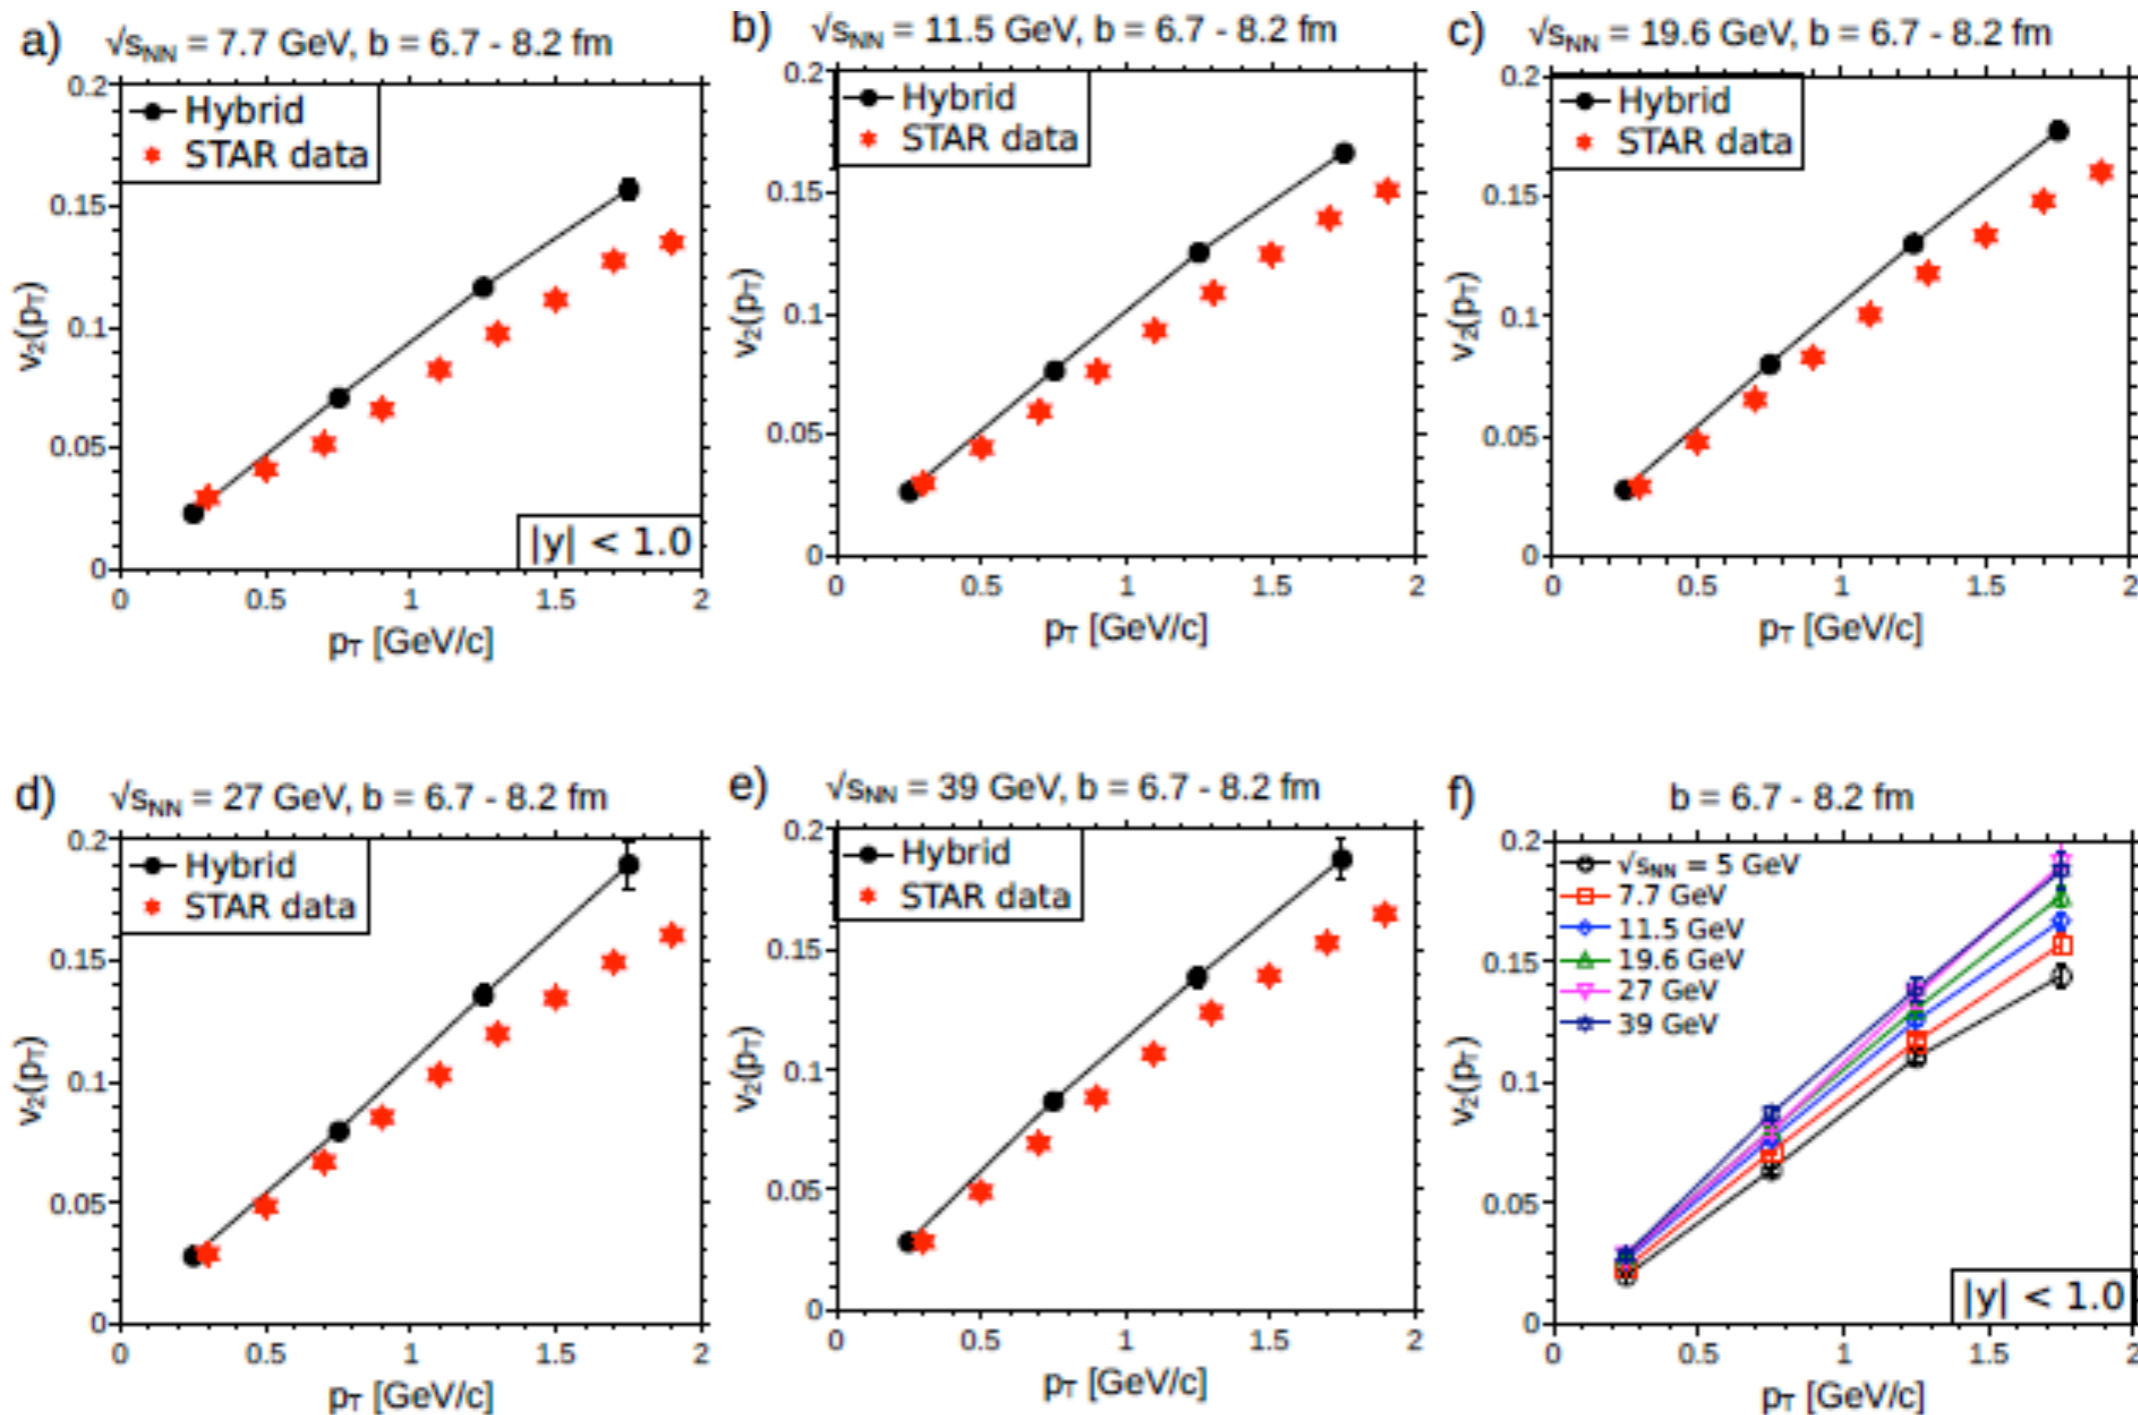 a) √sNN = 7.7 GeV, b = 6.7 - 8.2 fm
0.2
Hybrid
STAR data
0.15
0.1
0.05
0
v2(pT)
|y| < 1.0
0 0.5 1 1.5 2
pT [GeV/c]
b) √sNN = 11.5 GeV, b = 6.7 - 8.2 fm
0.2
Hybrid
STAR data
0.15
0.1
0.05
0
v2(pT)
0 0.5 1 1.5 2
pT [GeV/c]
c) √sNN = 19.6 GeV, b = 6.7 - 8.2 fm
0.2
Hybrid
STAR data
0.15
0.1
0.05
0
v2(pT)
0 0.5 1 1.5 2
pT [GeV/c]
d) √sNN = 27 GeV, b = 6.7 - 8.2 fm
0.2
Hybrid
STAR data
0.15
0.1
0.05
0
v2(pT)
0 0.5 1 1.5 2
pT [GeV/c]
e) √sNN = 39 GeV, b = 6.7 - 8.2 fm
0.2
Hybrid
STAR data
0.15
0.1
0.05
0
v2(pT)
0 0.5 1 1.5 2
pT [GeV/c]
f) b = 6.7 - 8.2 fm
0.2
√sNN = 5 GeV
7.7 GeV
11.5 GeV
19.6 GeV
27 GeV
39 GeV
0.15
0.1
0.05
0
v2(pT)
|y| < 1.0
0 0.5 1 1.5 2
pT [GeV/c]